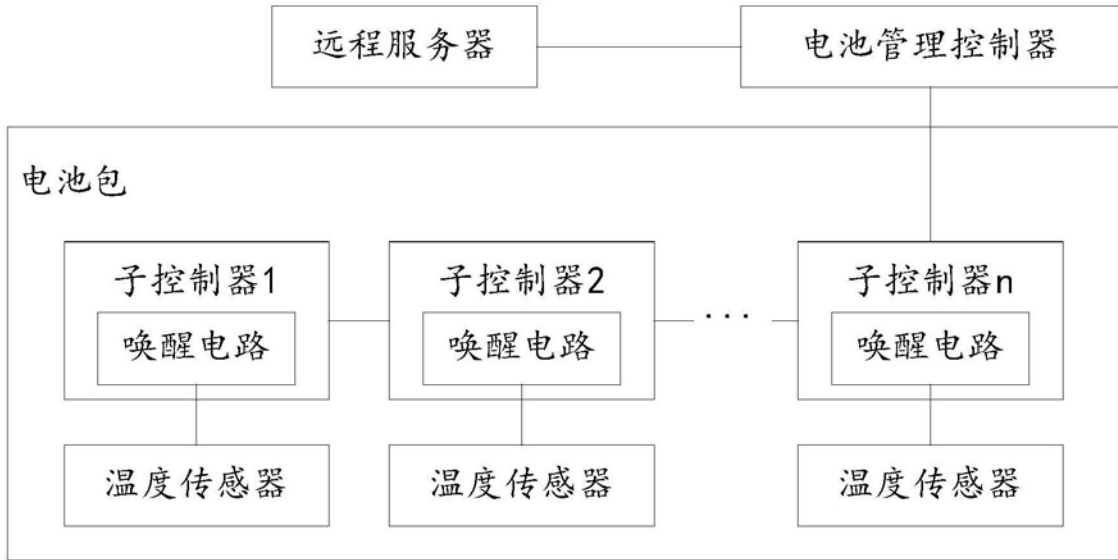 远程服务器
电池管理控制器
电池包
子控制器1
子控制器2
子控制器n
···
唤醒电路
唤醒电路
唤醒电路
温度传感器
温度传感器
温度传感器